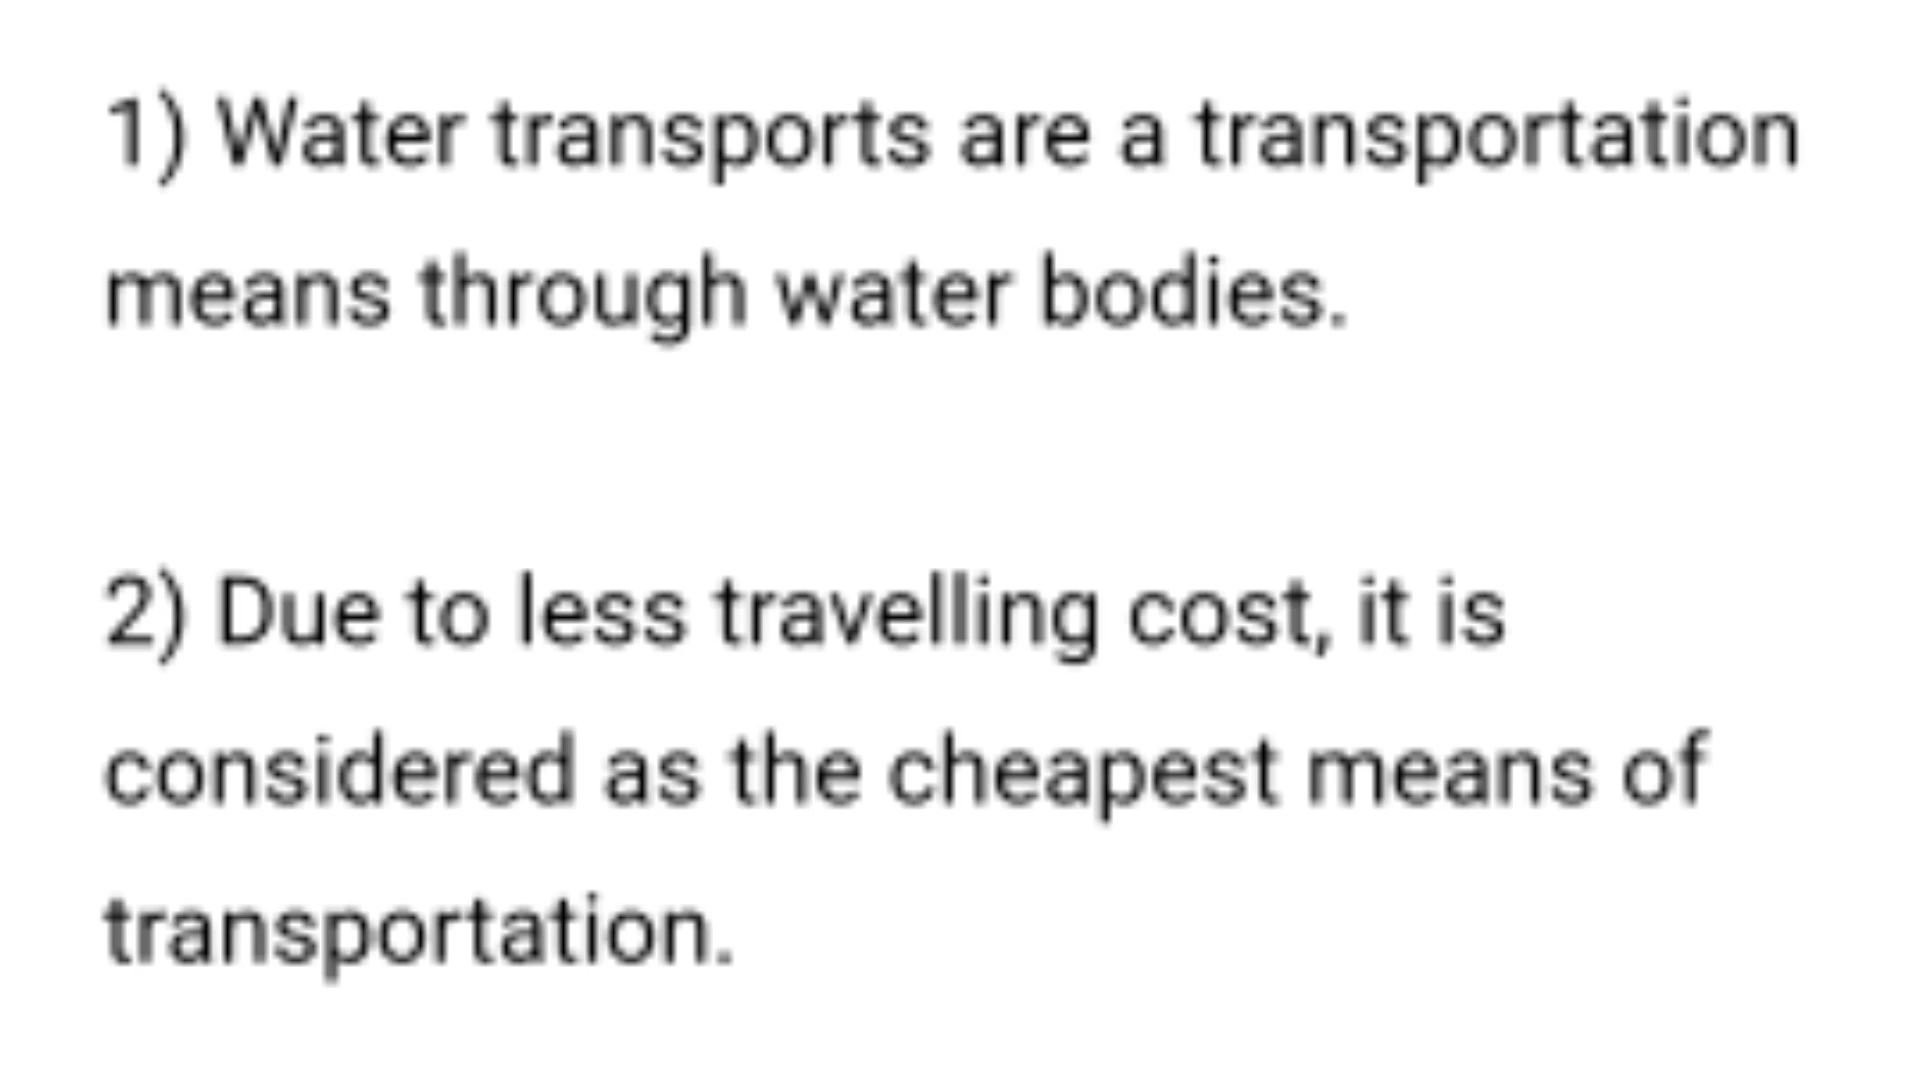 1) Water transports are a transportation
means through water bodies.
2) Due to less travelling cost, it is
considered as the cheapest means of
transportation.